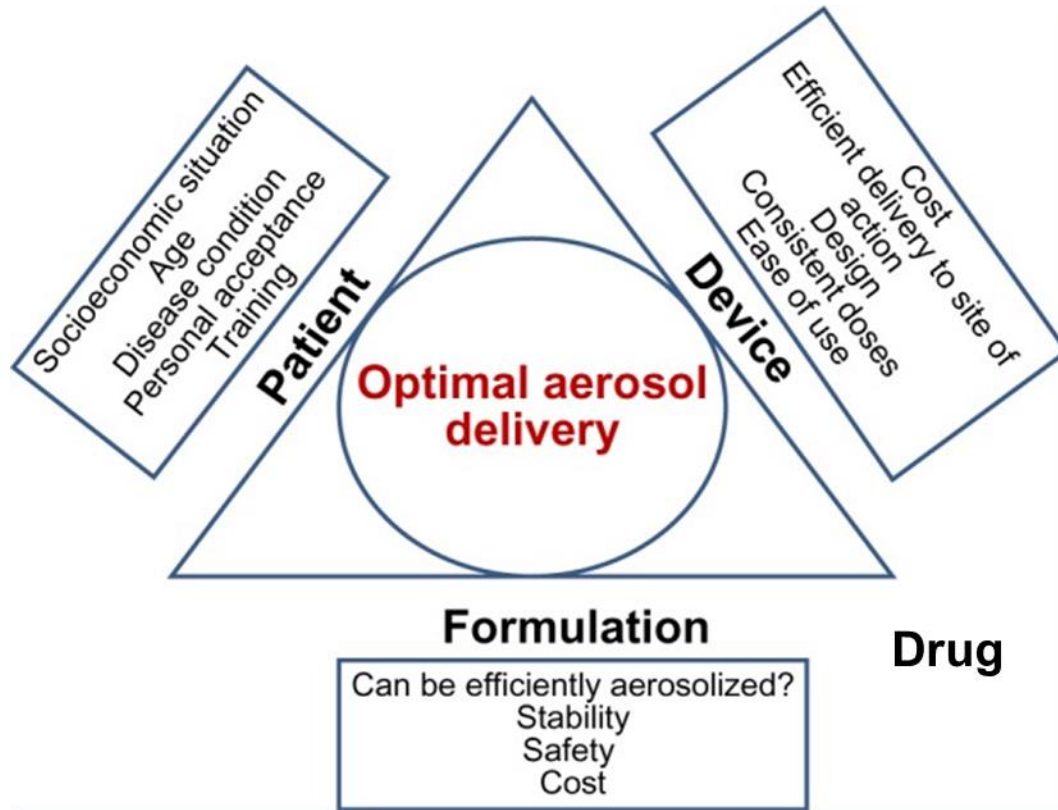 Socioeconomic situation
Age
Disease condition
Personal acceptance
Training
Patient
Cost
Efficient delivery to site of
action
Design
Consistent doses
Ease of use
Device
Optimal aerosol
delivery
Formulation
Can be efficiently aerosolized?
Stability
Safety
Cost
Drug